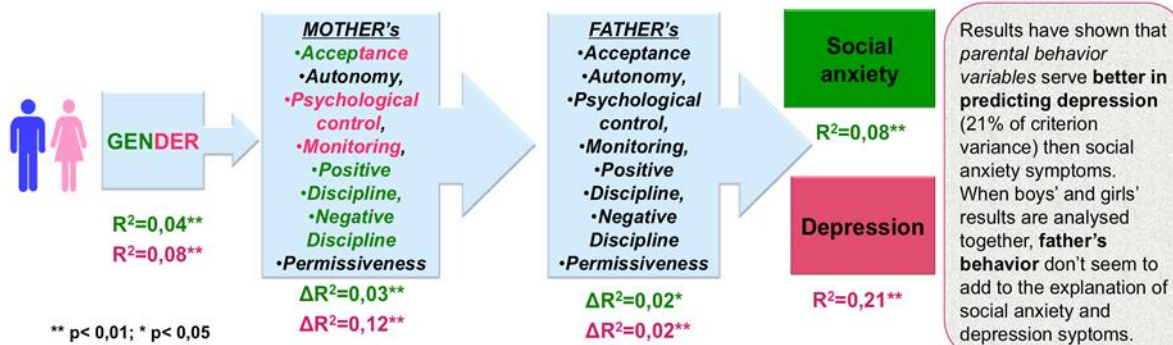 GENDER
R²=0,04**
R²=0,08**
** p< 0,01; * p< 0,05
MOTHER's
•Acceptance
•Autonomy,
•Psychological
control,
•Monitoring,
•Positive
•Discipline,
•Negative
Discipline
•Permissiveness
ΔR²=0,03**
ΔR²=0,12**
FATHER's
•Acceptance
•Autonomy,
•Psychological
control,
•Monitoring,
•Positive
•Discipline,
•Negative
Discipline
•Permissiveness
ΔR²=0,02*
ΔR²=0,02**
Social
anxiety
R²=0,08**
Depression
R²=0,21**
Results have shown that
parental behavior
variables serve better in
predicting depression
(21% of criterion
variance) then social
anxiety symptoms.
When boys' and girls'
results are analysed
together, father's
behavior don't seem to
add to the explanation of
social anxiety and
depression syptoms.